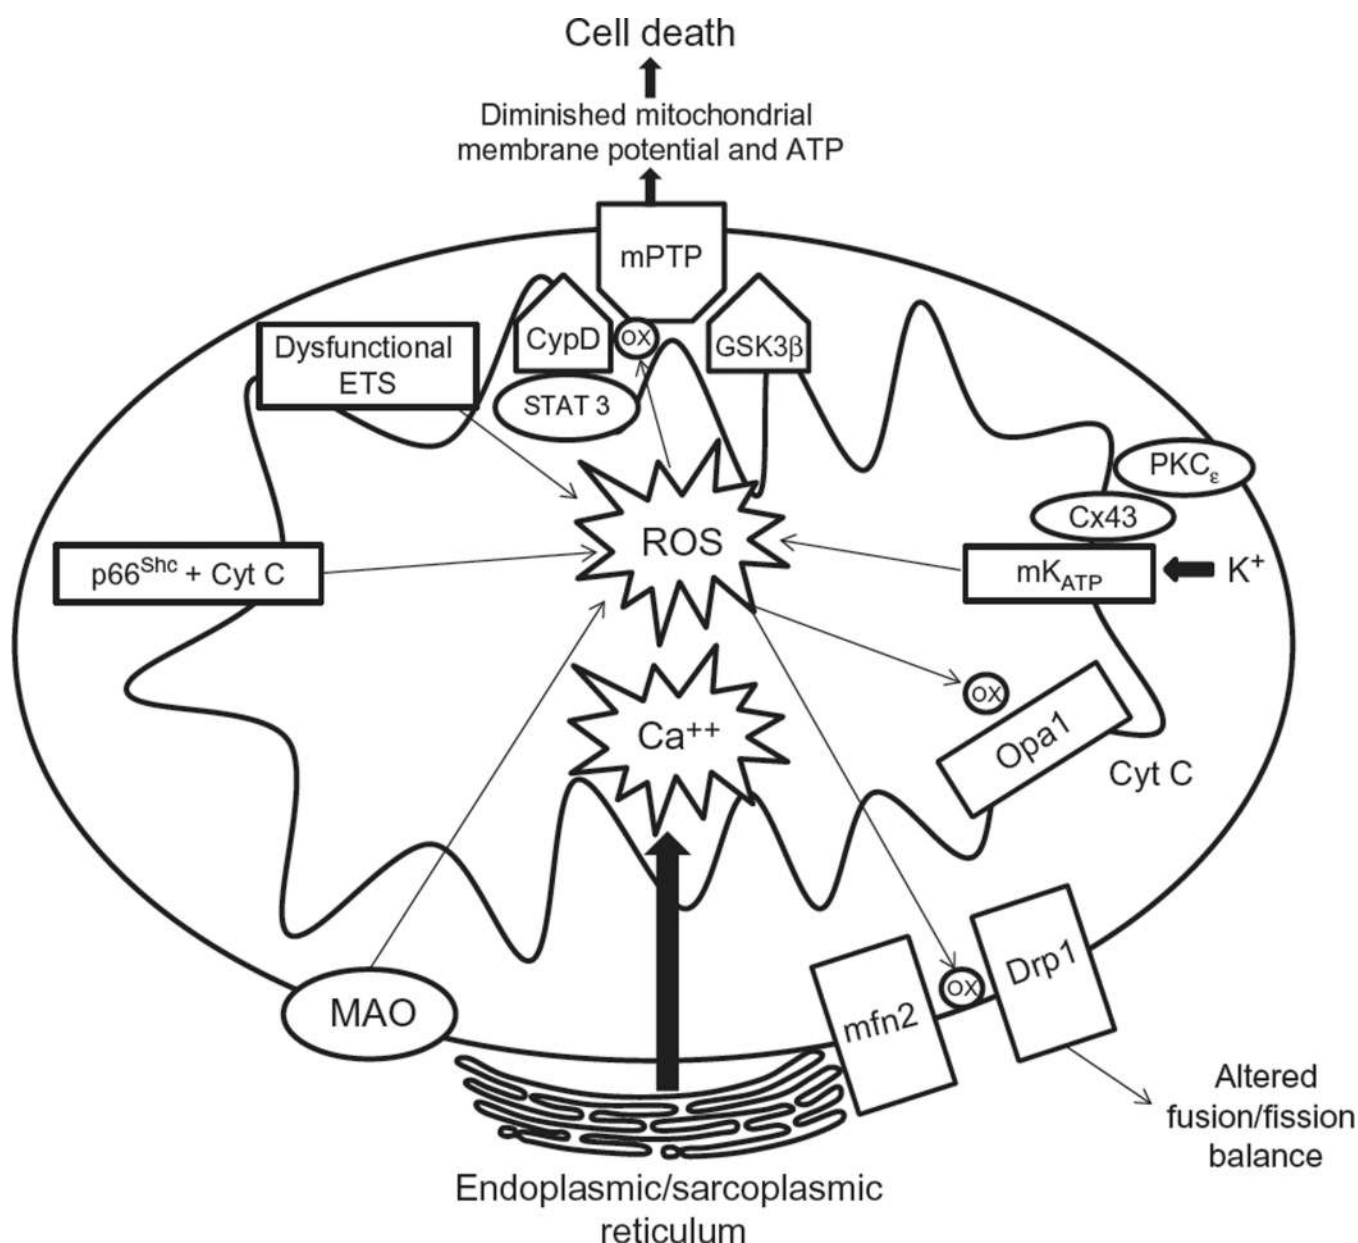 Cell death
Diminished mitochondrial
membrane potential and ATP
mPTP
Dysfunctional
ETS
CypD
OX
GSK3β
STAT 3
PKCε
Cx43
ROS
p66Shc + Cyt C
mKATP
K+
OX
Opa1
Ca++
Cyt C
Drp1
OX
mfn2
MAO
Altered
fusion/fission
balance
Endoplasmic/sarcoplasmic
reticulum